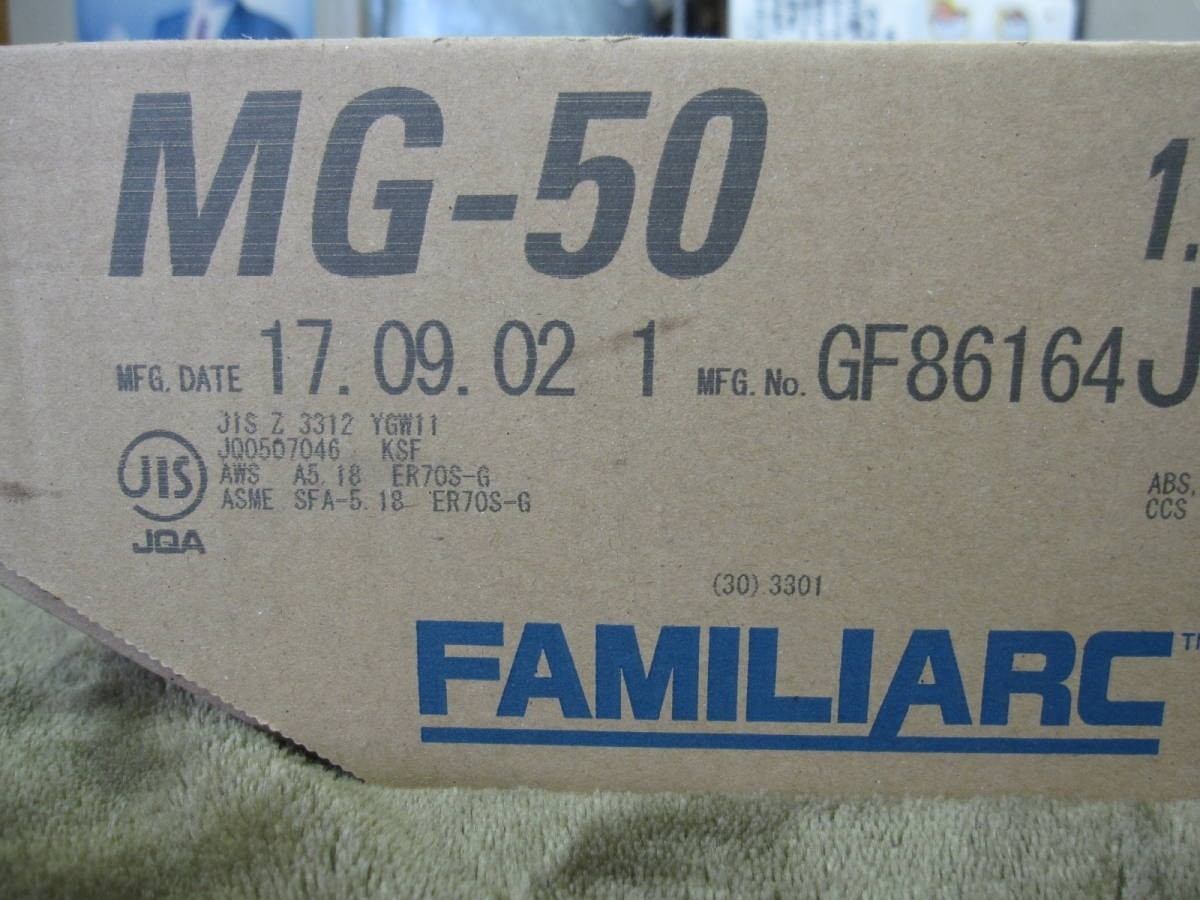 MG-50
1.
MFG. DATE 17.09.02 1 MFG. No. GF86164 J
JIS Z 3312 YGW11
JQ0507046 KSF
AWS A5.18 ER70S-G
ASME SFA-5.18 ER70S-G
JIS
JQA
ABS,
CCS
(30) 3301
FAMILIARC